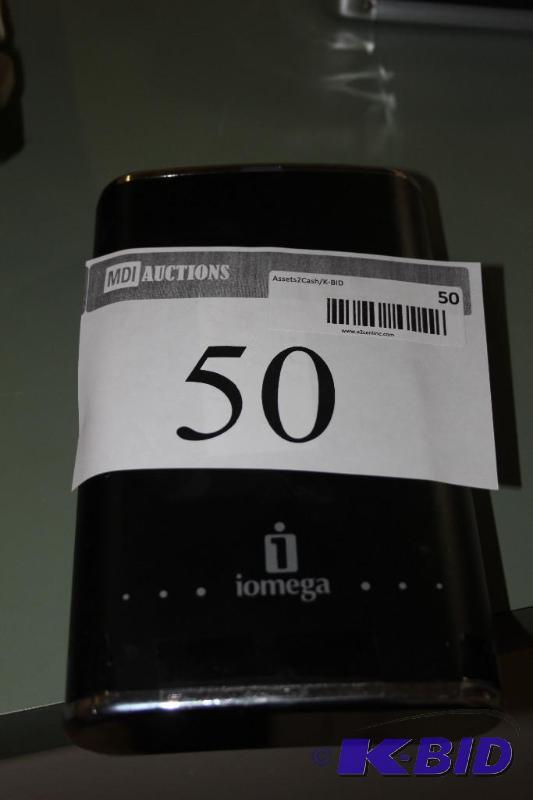 MDI AUCTIONS
Assets2Cash/K-BID
50
50
iomega
© K-BID